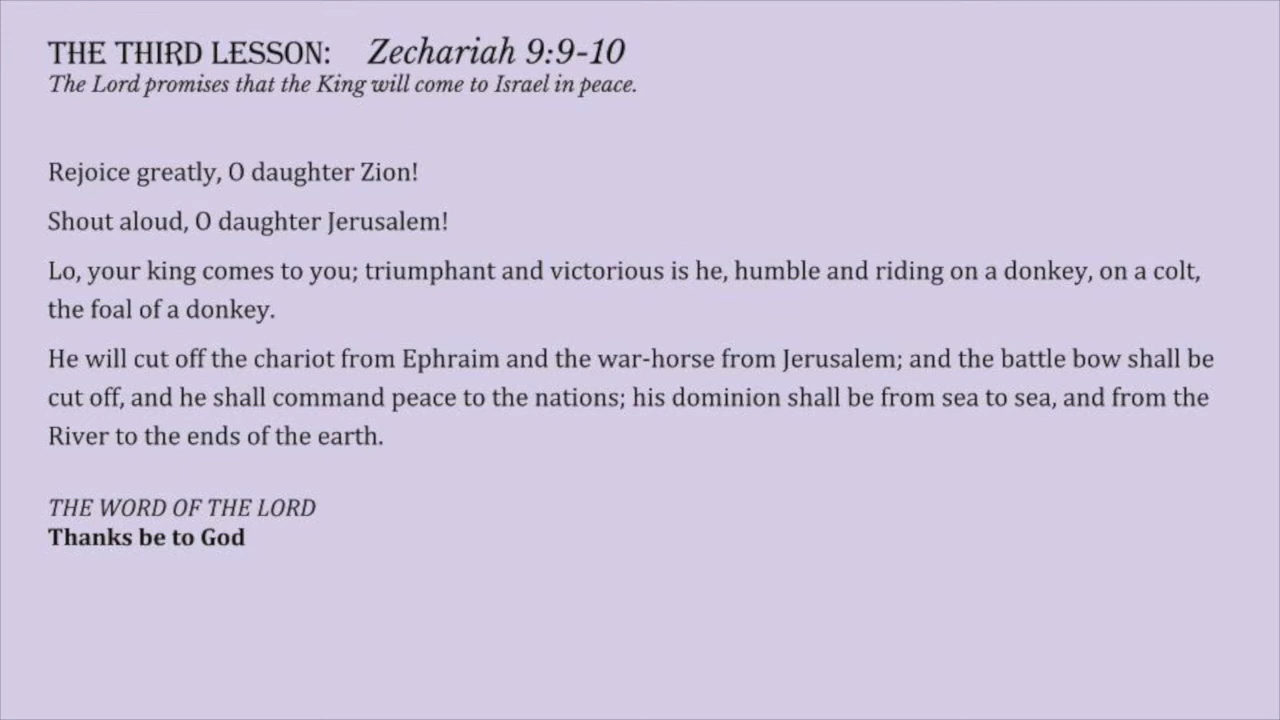 THE THIRD LESSON: Zechariah 9:9-10
The Lord promises that the King will come to Israel in peace.
Rejoice greatly, O daughter Zion!
Shout aloud, O daughter Jerusalem!
Lo, your king comes to you; triumphant and victorious is he, humble and riding on a donkey, on a colt,
the foal of a donkey.
He will cut off the chariot from Ephraim and the war-horse from Jerusalem; and the battle bow shall be
cut off, and he shall command peace to the nations; his dominion shall be from sea to sea, and from the
River to the ends of the earth.
THE WORD OF THE LORD
Thanks be to God